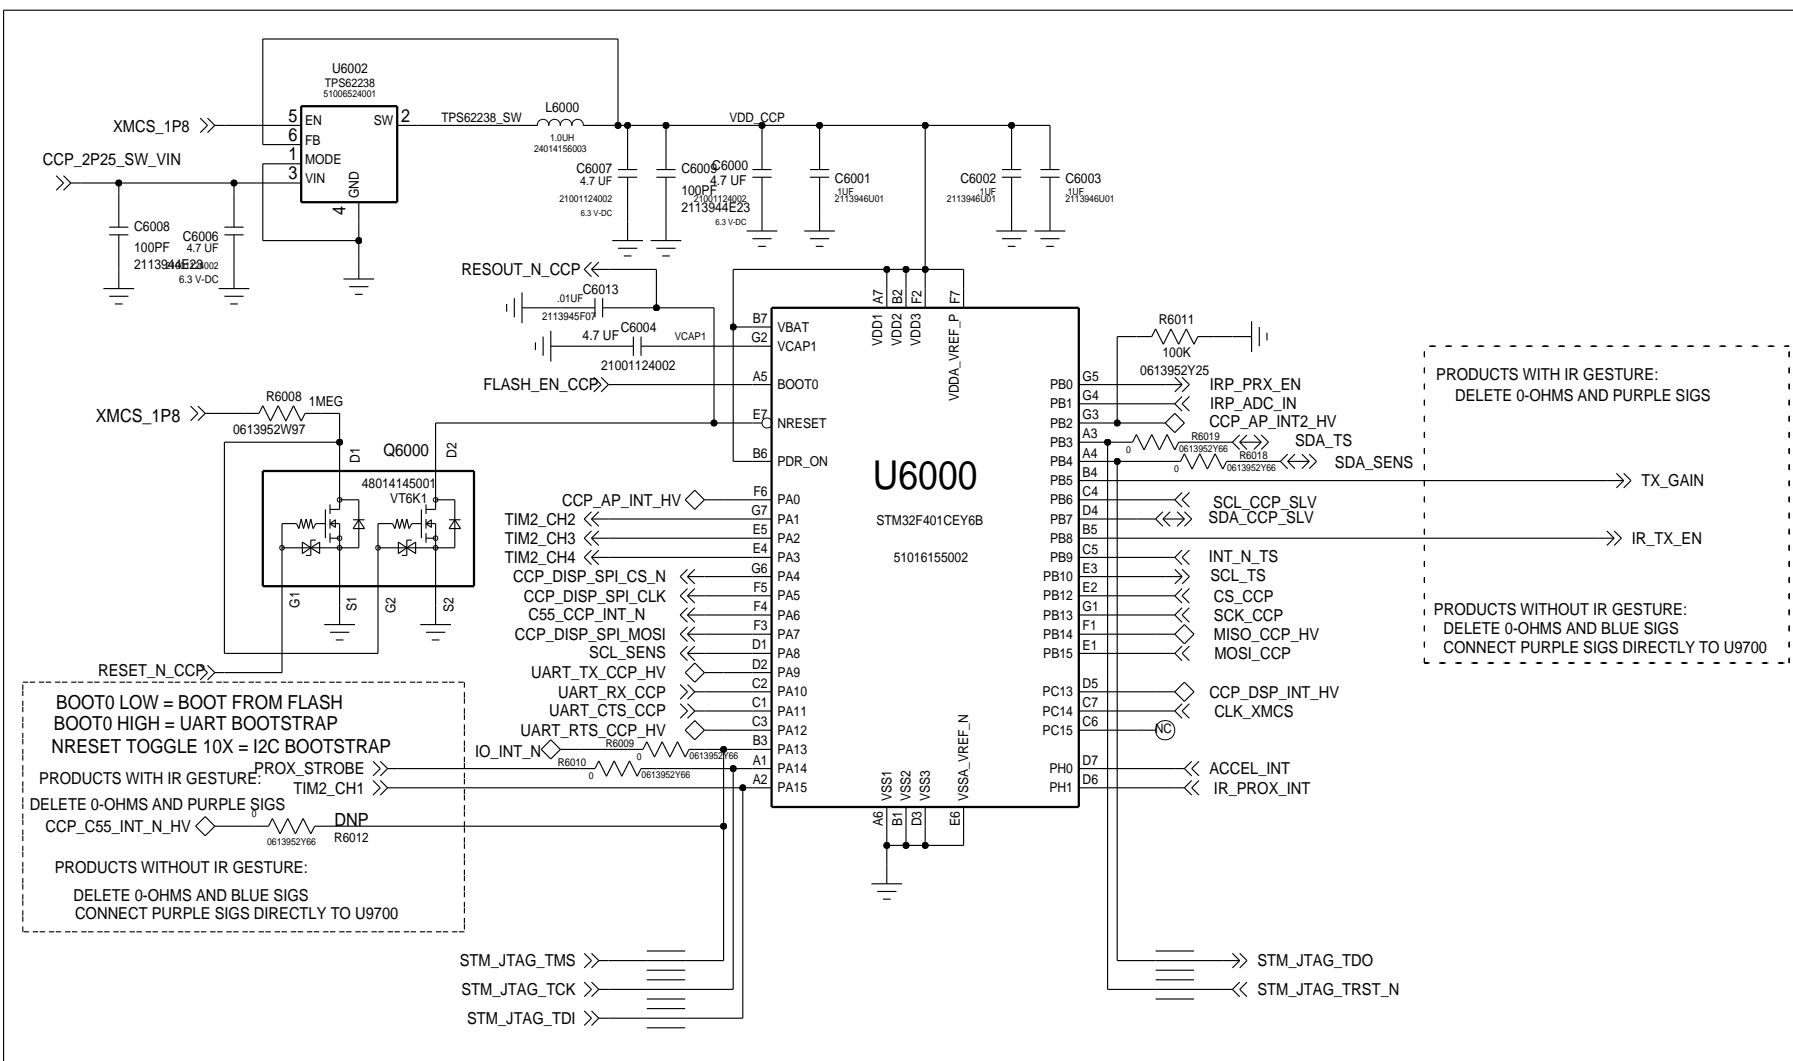 U6002
TPS62238
51006524001
XMCS_1P8
5 EN
SW 2
6 FB
1 MODE
3 VIN
GND
4
CCP_2P25_SW_VIN
TPS62238_SW
L6000
1.0UH
24014156003
VDD_CCP
C6008
100PF
2113944E23
C6006
4.7 UF
21001124002
6.3 V-DC
C6007
4.7 UF
21001124002
6.3 V-DC
C6009
100PF
2113944E23
C6000
4.7 UF
21001124002
6.3 V-DC
C6001
.1UF
2113946U01
C6002
.1UF
2113946U01
C6003
.1UF
2113946U01
RESOUT_N_CCP
C6013
.01UF
2113945F07
C6004
4.7 UF
VCAP1
21001124002
FLASH_EN_CCP
XMCS_1P8
R6008
1MEG
0613952W97
D1
Q6000
D2
48014145001
VT6K1
G1
S1
G2
S2
RESET_N_CCP
U6000
STM32F401CEY6B
51016155002
A7 VDD1
B2 VDD2
F2 VDD3
F7 VDDA_VREF_P
B7 VBAT
G2 VCAP1
A5 BOOT0
E7 NRESET
B6 PDR_ON
CCP_AP_INT_HV F6 PA0
TIM2_CH2 G7 PA1
TIM2_CH3 E5 PA2
TIM2_CH4 E4 PA3
CCP_DISP_SPI_CS_N G6 PA4
CCP_DISP_SPI_CLK F5 PA5
C55_CCP_INT_N F4 PA6
CCP_DISP_SPI_MOSI F3 PA7
SCL_SENS D1 PA8
UART_TX_CCP_HV D2 PA9
UART_RX_CCP C2 PA10
UART_CTS_CCP C1 PA11
UART_RTS_CCP_HV C3 PA12
IO_INT_N R6009 0 0613952Y66 B3 PA13
PROX_STROBE R6010 0 0613952Y66 A1 PA14
TIM2_CH1 A2 PA15
A6 VSS1
B1 VSS2
D3 VSS3
E6 VSSA_VREF_N
R6011
100K
0613952Y25
PB0 G5 IRP_PRX_EN
PB1 G4 IRP_ADC_IN
PB2 G3 CCP_AP_INT2_HV
PB3 A3 0 R6019 0613952Y66 SDA_TS
PB4 A4 0 R6018 0613952Y66 SDA_SENS
PB5 B4 TX_GAIN
PB6 C4 SCL_CCP_SLV
PB7 D4 SDA_CCP_SLV
PB8 B5 IR_TX_EN
PB9 C5 INT_N_TS
PB10 E3 SCL_TS
PB12 E2 CS_CCP
PB13 G1 SCK_CCP
PB14 F1 MISO_CCP_HV
PB15 E1 MOSI_CCP
PC13 D5 CCP_DSP_INT_HV
PC14 C7 CLK_XMCS
PC15 C6 NC
PH0 D7 ACCEL_INT
PH1 D6 IR_PROX_INT
PRODUCTS WITH IR GESTURE:
DELETE 0-OHMS AND PURPLE SIGS
PRODUCTS WITHOUT IR GESTURE:
DELETE 0-OHMS AND BLUE SIGS
CONNECT PURPLE SIGS DIRECTLY TO U9700
BOOT0 LOW = BOOT FROM FLASH
BOOT0 HIGH = UART BOOTSTRAP
NRESET TOGGLE 10X = I2C BOOTSTRAP
PRODUCTS WITH IR GESTURE:
DELETE 0-OHMS AND PURPLE SIGS
CCP_C55_INT_N_HV
0
0613952Y66
DNP
R6012
PRODUCTS WITHOUT IR GESTURE:
DELETE 0-OHMS AND BLUE SIGS
CONNECT PURPLE SIGS DIRECTLY TO U9700
STM_JTAG_TMS
STM_JTAG_TCK
STM_JTAG_TDI
STM_JTAG_TDO
STM_JTAG_TRST_N